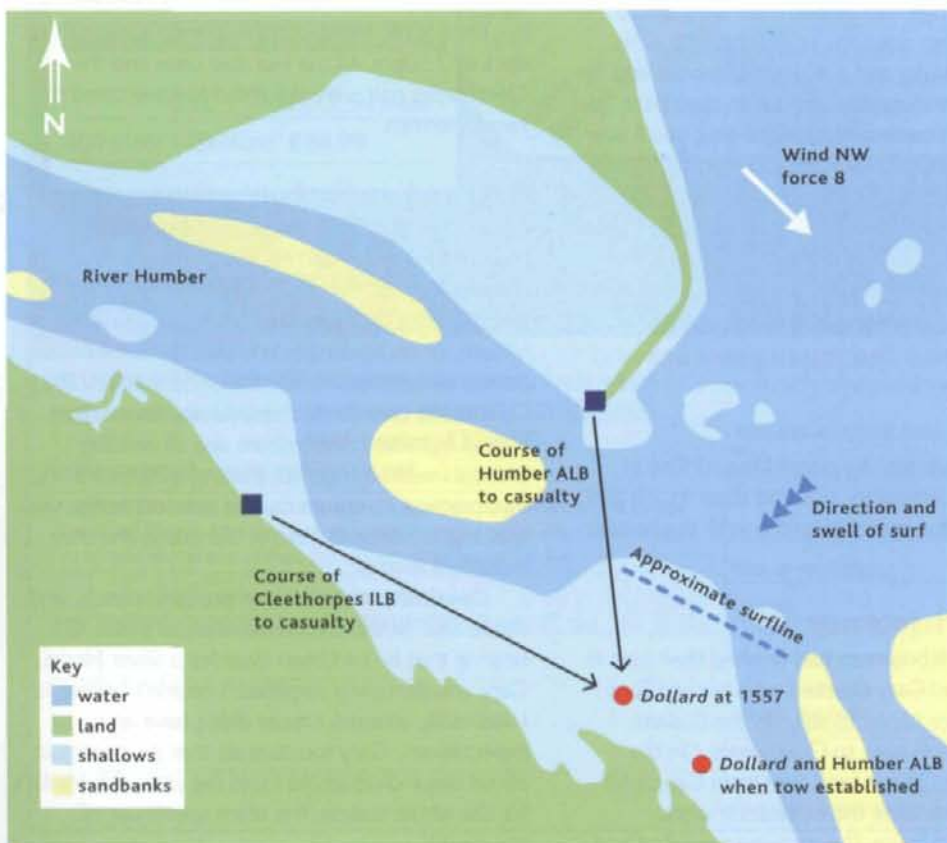 N
Wind NW
force 8
River Humber
Course of
Humber ALB
to casualty
Direction and
swell of surf
Approximate surfline
Course of
Cleethorpes ILB
to casualty
Key
water
land
shallows
sandbanks
Dollard at 1557
Dollard and Humber ALB
when tow established